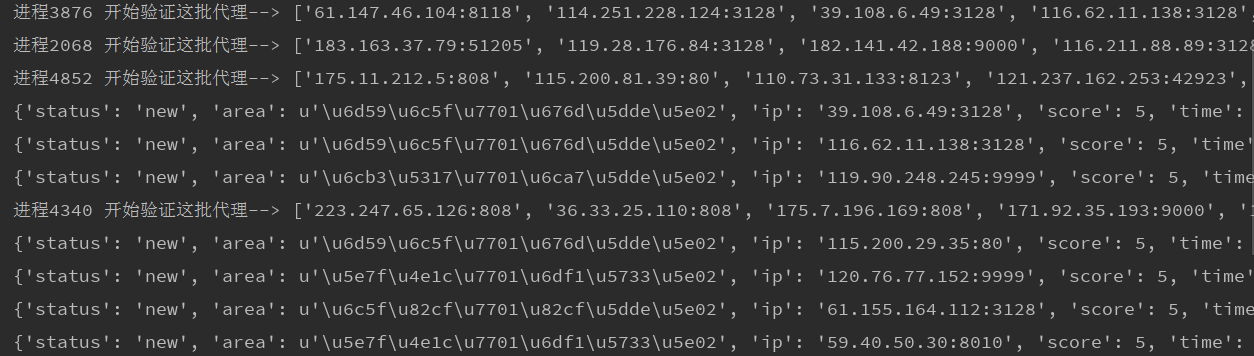 进程3876 开始验证这批代理--> ['61.147.46.104:8118', '114.251.228.124:3128', '39.108.6.49:3128', '116.62.11.138:3128',
进程2068 开始验证这批代理--> ['183.163.37.79:51205', '119.28.176.84:3128', '182.141.42.188:9000', '116.211.88.89:3128
进程4852 开始验证这批代理--> ['175.11.212.5:808', '115.200.81.39:80', '110.73.31.133:8123', '121.237.162.253:42923',
{'status': 'new', 'area': u'\u6d59\u6c5f\u7701\u676d\u5dde\u5e02', 'ip': '39.108.6.49:3128', 'score': 5, 'time':
{'status': 'new', 'area': u'\u6d59\u6c5f\u7701\u676d\u5dde\u5e02', 'ip': '116.62.11.138:3128', 'score': 5, 'time'
{'status': 'new', 'area': u'\u6cb3\u5317\u7701\u6ca7\u5dde\u5e02', 'ip': '119.90.248.245:9999', 'score': 5, 'time
进程4340 开始验证这批代理--> ['223.247.65.126:808', '36.33.25.110:808', '175.7.196.169:808', '171.92.35.193:9000', '
{'status': 'new', 'area': u'\u6d59\u6c5f\u7701\u676d\u5dde\u5e02', 'ip': '115.200.29.35:80', 'score': 5, 'time':
{'status': 'new', 'area': u'\u5e7f\u4e1c\u7701\u6df1\u5733\u5e02', 'ip': '120.76.77.152:9999', 'score': 5, 'time'
{'status': 'new', 'area': u'\u6c5f\u82cf\u7701\u82cf\u5dde\u5e02', 'ip': '61.155.164.112:3128', 'score': 5, 'time
{'status': 'new', 'area': u'\u5e7f\u4e1c\u7701\u6df1\u5733\u5e02', 'ip': '59.40.50.30:8010', 'score': 5, 'time':